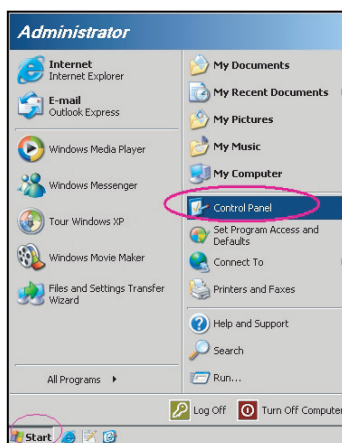 Administrator
Internet
Internet Explorer
E-mail
Outlook Express
Windows Media Player
Windows Messenger
Tour Windows XP
Windows Movie Maker
Files and Settings Transfer
Wizard
All Programs
My Documents
My Recent Documents
My Pictures
My Music
My Computer
Control Panel
Set Program Access and
Defaults
Connect To
Printers and Faxes
Help and Support
Search
Run...
Log Off
Turn Off Computer
Start